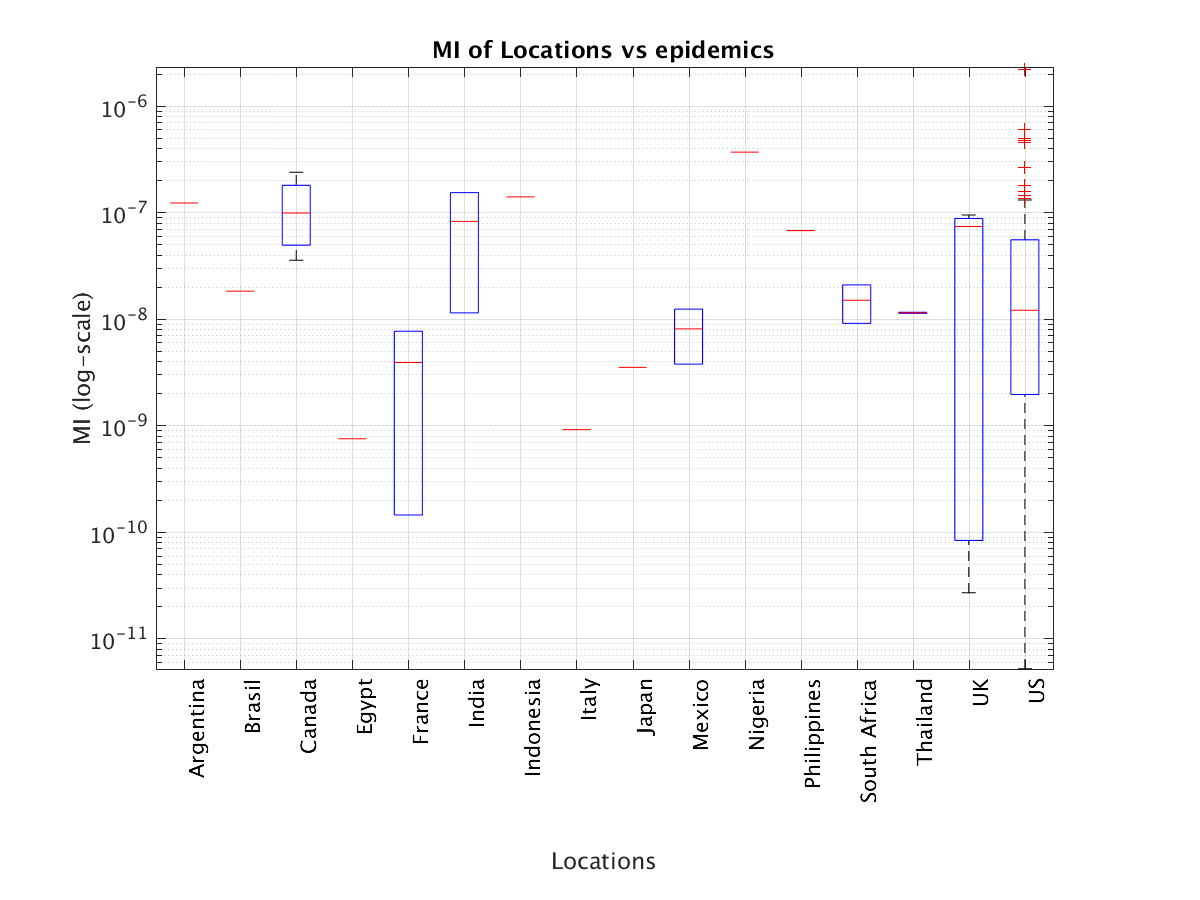 MI of Locations vs epidemics
MI (log-scale)
10^-6
10^-7
10^-8
10^-9
10^-10
10^-11
Argentina
Brasil
Canada
Egypt
France
India
Indonesia
Italy
Japan
Mexico
Nigeria
Philippines
South Africa
Thailand
UK
US
Locations